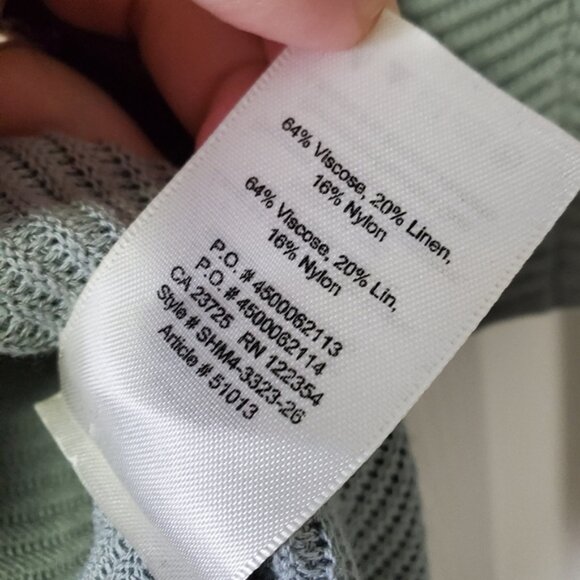 64% Viscose, 20% Linen,
16% Nylon
64% Viscose, 20% Lin,
16% Nylon
P.O. # 4500062113
P.O. # 4500062114
CA 23725 RN 122354
Style # SHM4-3323-26
Article # 51013